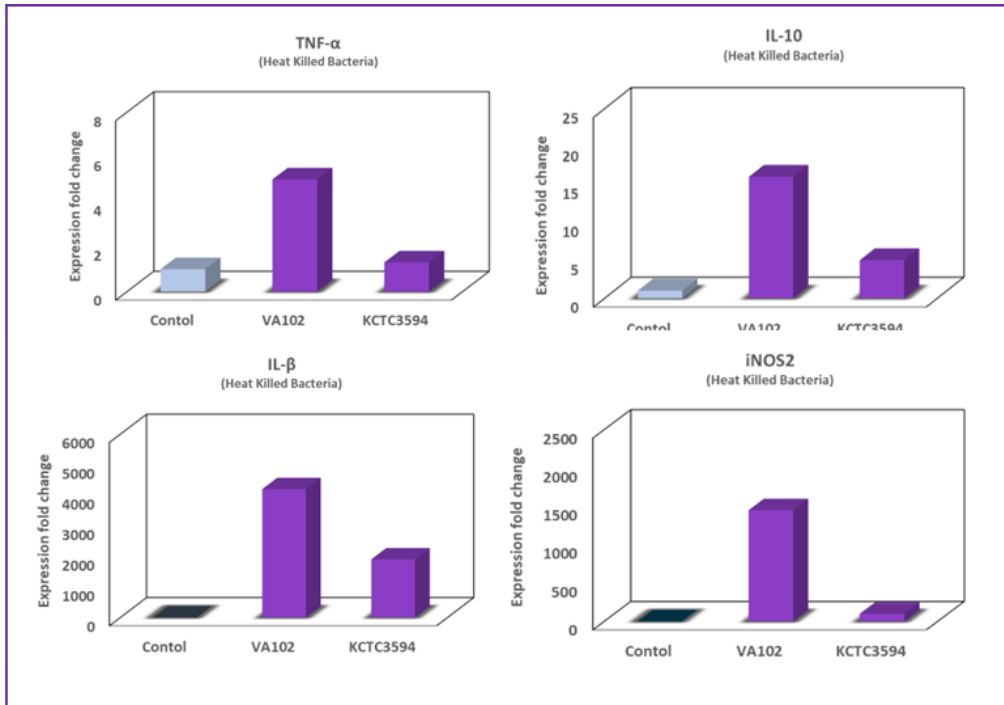 TNF-α
(Heat Killed Bacteria)
Expression fold change
8
6
4
2
0
Contol VA102 KCTC3594
IL-10
(Heat Killed Bacteria)
Expression fold change
25
20
15
10
5
0
Contol VA102 KCTC3594
IL-β
(Heat Killed Bacteria)
Expression fold change
6000
5000
4000
3000
2000
1000
0
Contol VA102 KCTC3594
iNOS2
(Heat Killed Bacteria)
Expression fold change
2500
2000
1500
1000
500
0
Contol VA102 KCTC3594